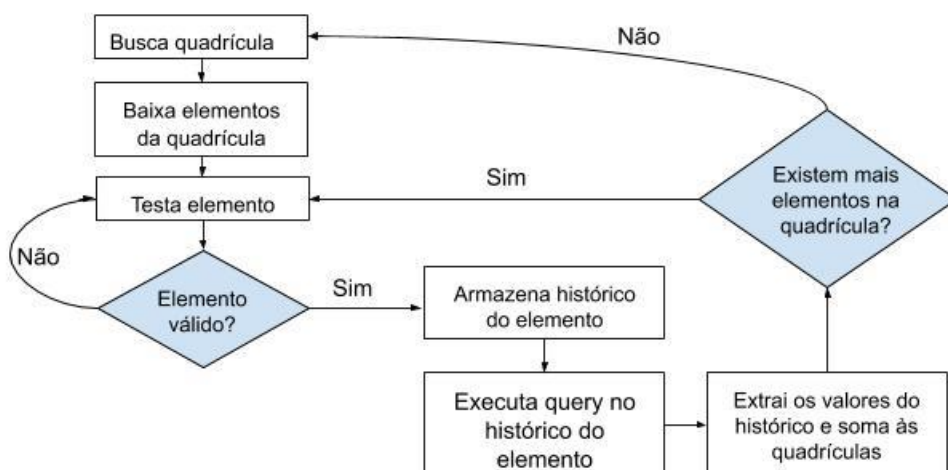 Busca quadrícula
Não
Baixa elementos
da quadrícula
Testa elemento
Sim
Existem mais
elementos na
quadrícula?
Não
Elemento
válido?
Sim
Armazena histórico
do elemento
Executa query no
histórico do
elemento
Extrai os valores do
histórico e soma às
quadrículas